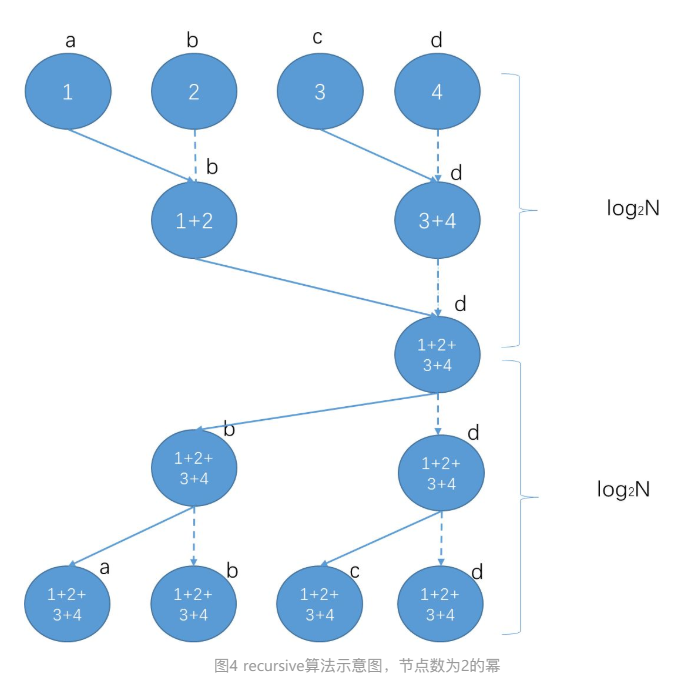 a b c d
1 2 3 4
b d
1+2 3+4
log₂N
d
1+2+
3+4
b d
1+2+ 1+2+
3+4 3+4
log₂N
a b c d
1+2+ 1+2+ 1+2+ 1+2+
3+4 3+4 3+4 3+4
图4 recursive算法示意图，节点数为2的幂